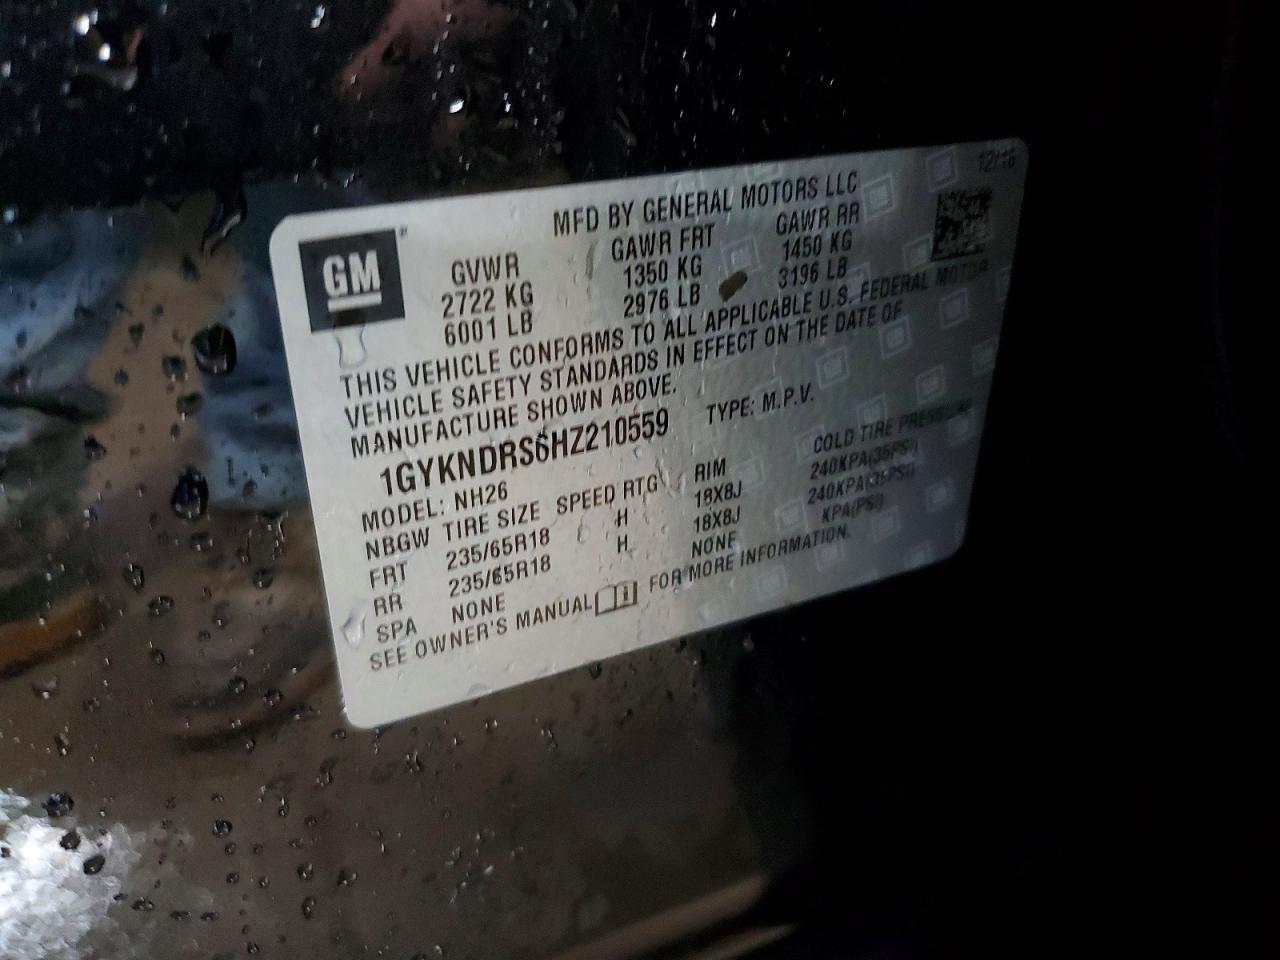 12/16
MFD BY GENERAL MOTORS LLC
GM
GVWR GAWR FRT GAWR RR
2722 KG 1350 KG 1450 KG
6001 LB 2976 LB 3196 LB
THIS VEHICLE CONFORMS TO ALL APPLICABLE U.S. FEDERAL MOTOR
VEHICLE SAFETY STANDARDS IN EFFECT ON THE DATE OF
MANUFACTURE SHOWN ABOVE.
1GYKNDRS6HZ210559 TYPE: M.P.V.
MODEL: NH26
NBGW TIRE SIZE SPEED RTG RIM COLD TIRE PRESSURE
FRT 235/65R18 H 18X8J 240KPA(35PSI)
RR 235/65R18 H 18X8J 240KPA(35PSI)
SPA NONE NONE KPA(PSI)
SEE OWNER'S MANUAL FOR MORE INFORMATION.